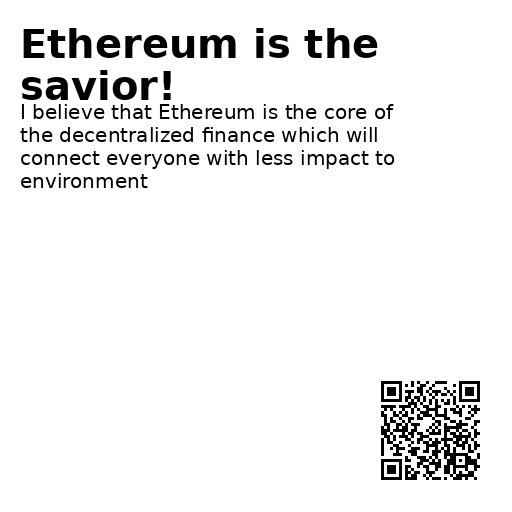 Ethereum is the
savior!
I believe that Ethereum is the core of
the decentralized finance which will
connect everyone with less impact to
environment